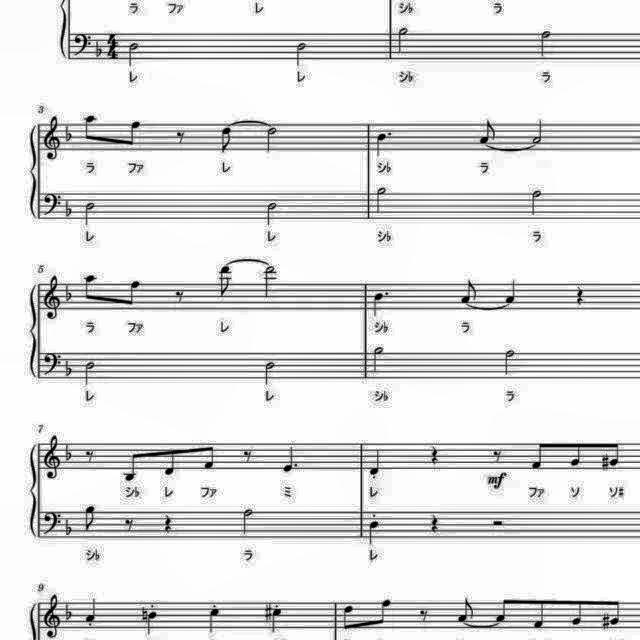 ラ ファ レ シ♭ ラ
4
4
レ レ シ♭ ラ
3
ラ ファ レ シ♭ ラ
レ レ シ♭ ラ
5
ラ ファ レ シ♭ ラ
レ レ シ♭ ラ
7
mf
シ♭ レ ファ ミ レ ファ ソ ソ♯
シ♭ ラ レ
9